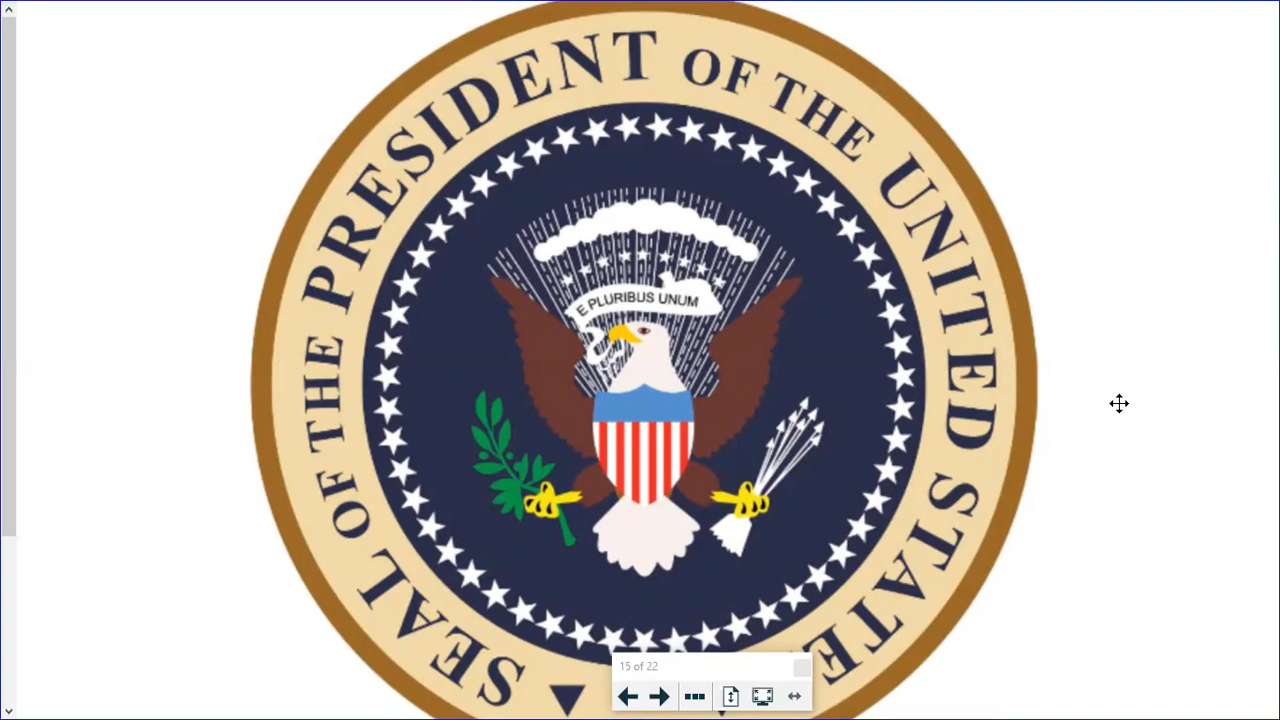 SEAL OF THE PRESIDENT OF THE UNITED STATE
E PLURIBUS UNUM
15 of 22